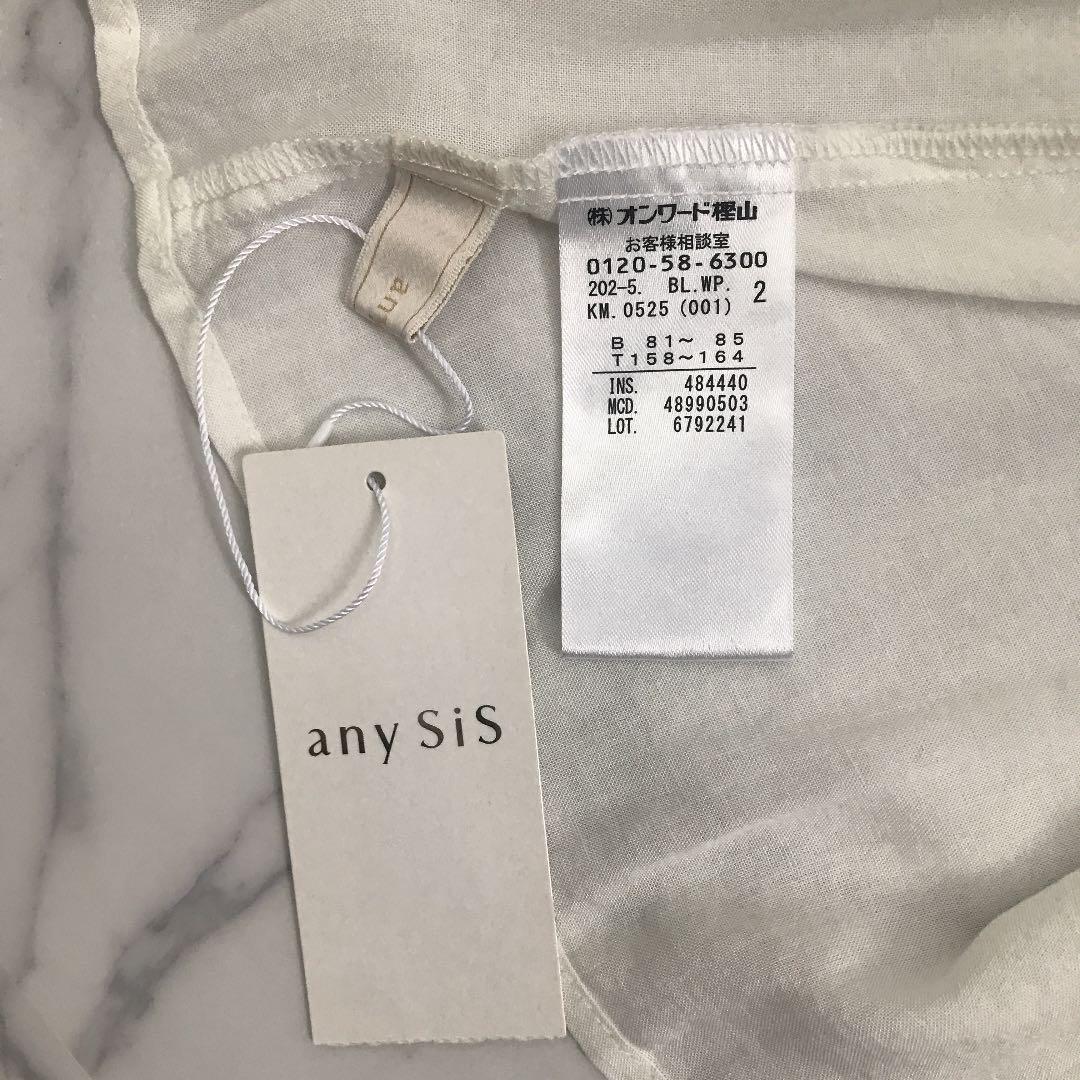 ㈱オンワード樫山
お客様相談室
0120-58-6300
202-5. BL.WP. 2
KM.0525 (001)
B 81〜 85
T158〜164
INS. 484440
MCD. 48990503
LOT. 6792241
an
any SiS